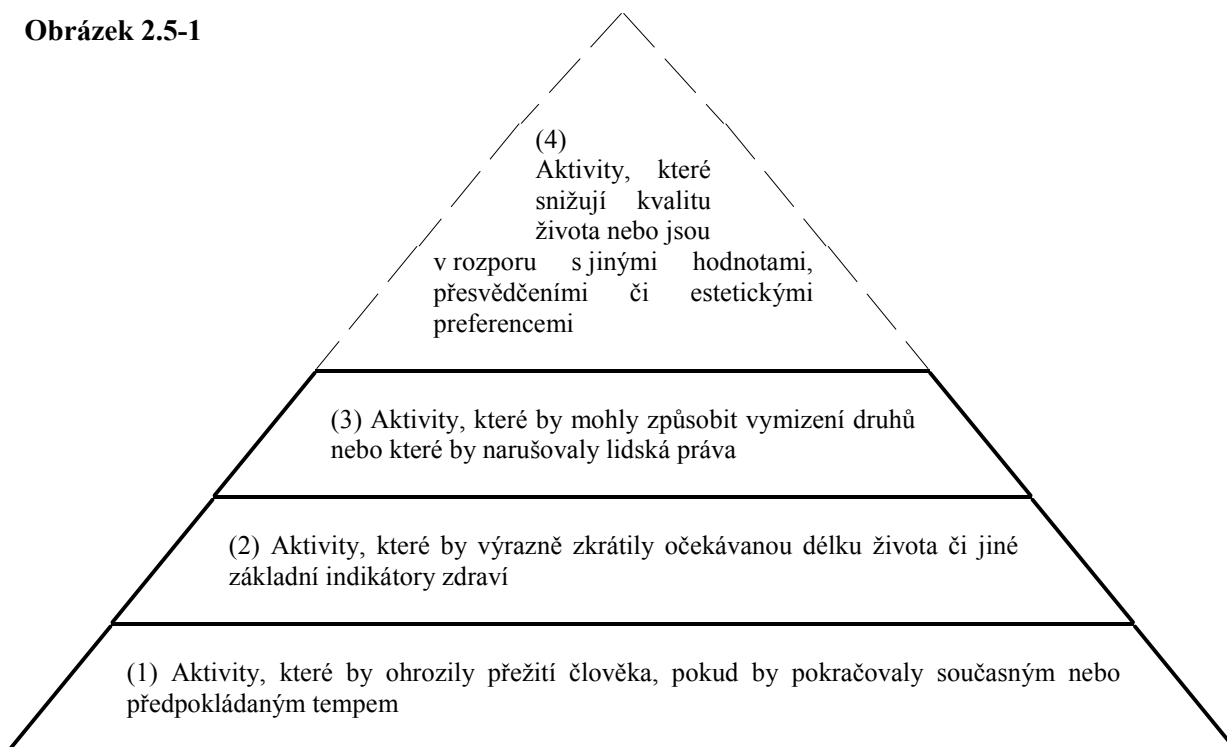 Obrázek 2.5-1
(4)
Aktivity, které
snižují kvalitu
života nebo jsou
v rozporu s jinými hodnotami,
přesvědčeními či estetickými
preferencemi
(3) Aktivity, které by mohly způsobit vymizení druhů
nebo které by narušovaly lidská práva
(2) Aktivity, které by výrazně zkrátily očekávanou délku života či jiné
základní indikátory zdraví
(1) Aktivity, které by ohrozily přežití člověka, pokud by pokračovaly současným nebo
předpokládaným tempem